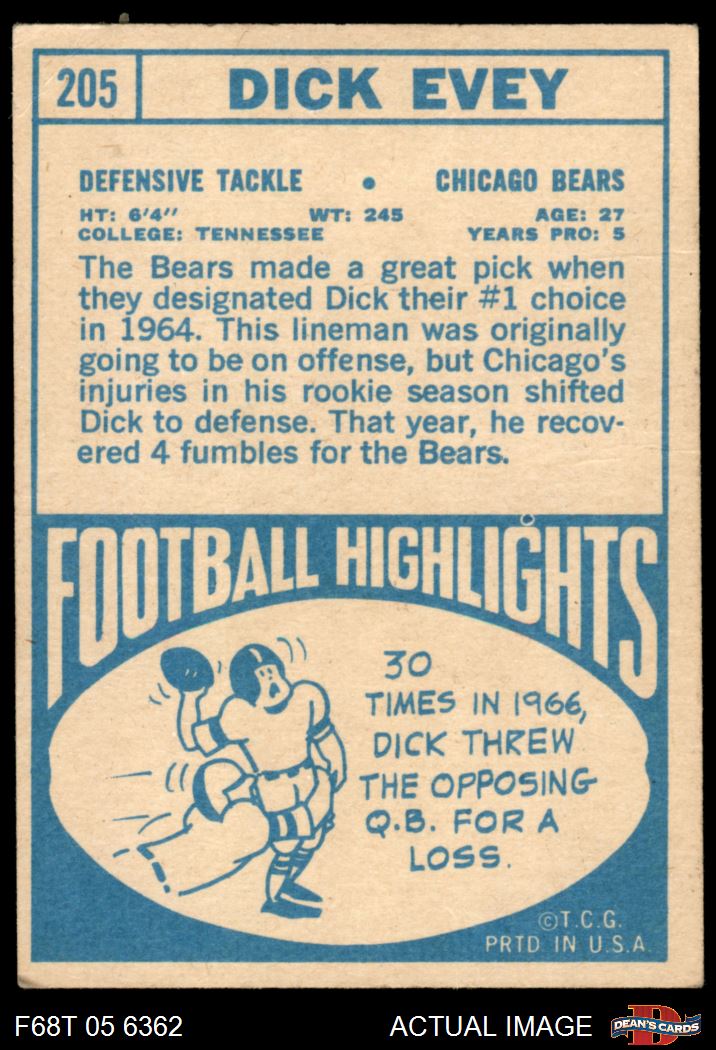 205 DICK EVEY
DEFENSIVE TACKLE • CHICAGO BEARS
HT: 6'4" WT: 245 AGE: 27
COLLEGE: TENNESSEE YEARS PRO: 5
The Bears made a great pick when
they designated Dick their #1 choice
in 1964. This lineman was originally
going to be on offense, but Chicago's
injuries in his rookie season shifted
Dick to defense. That year, he recov-
ered 4 fumbles for the Bears.
FOOTBALL HIGHLIGHTS
30
TIMES IN 1966,
DICK THREW
THE OPPOSING
Q.B. FOR A
LOSS.
©T.C.G.
PRTD IN U.S.A.
F68T 05 6362 ACTUAL IMAGE D DEAN'S CARDS